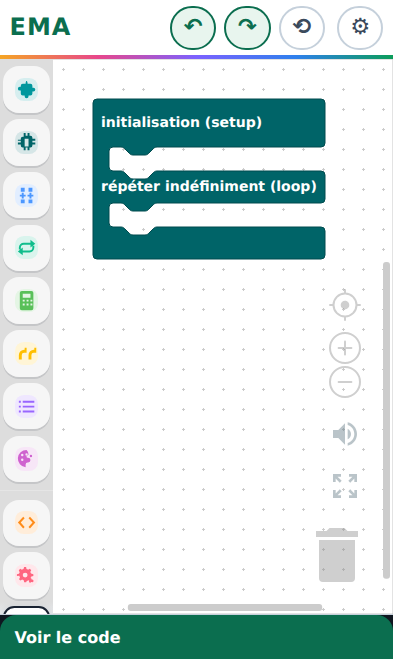 EMA
initialisation (setup)
répéter indéfiniment (loop)
Voir le code